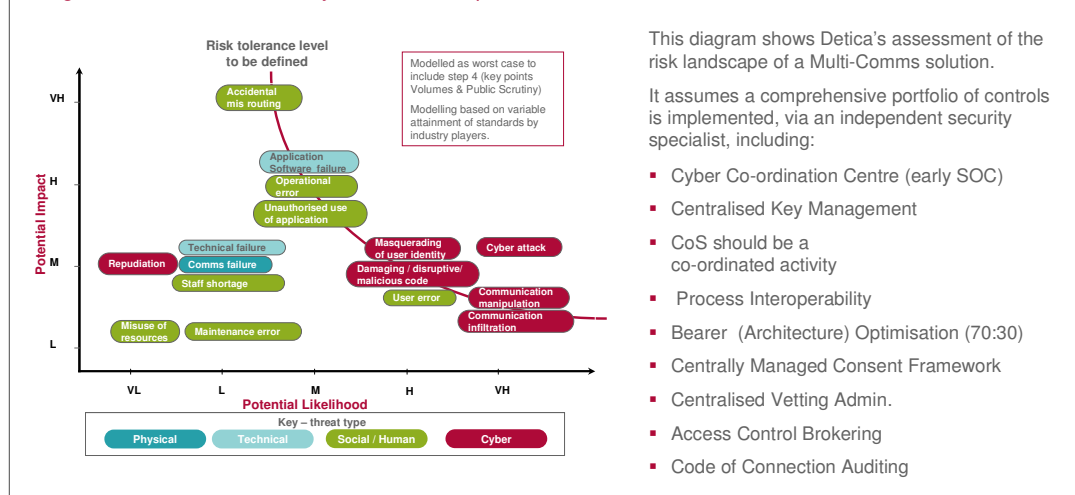 Risk tolerance level
to be defined
Modelled as worst case to
include step 4 (key points
Volumes & Public Scrutiny)
Modelling based on variable
attainment of standards by
industry players.
Potential Impact
VH
H
M
L
Accidental
mis routing
Application
Software failure
Operational
error
Unauthorised use
of application
Technical failure
Repudiation
Comms failure
Staff shortage
Masquerading
of user identity
Cyber attack
Damaging / disruptive/
malicious code
User error
Communication
manipulation
Communication
infiltration
Misuse of
resources
Maintenance error
VL
L
M
H
VH
Potential Likelihood
Key – threat type
Physical
Technical
Social / Human
Cyber
This diagram shows Detica's assessment of the
risk landscape of a Multi-Comms solution.
It assumes a comprehensive portfolio of controls
is implemented, via an independent security
specialist, including:
▪ Cyber Co-ordination Centre (early SOC)
▪ Centralised Key Management
▪ CoS should be a
co-ordinated activity
▪ Process Interoperability
▪ Bearer (Architecture) Optimisation (70:30)
▪ Centrally Managed Consent Framework
▪ Centralised Vetting Admin.
▪ Access Control Brokering
▪ Code of Connection Auditing